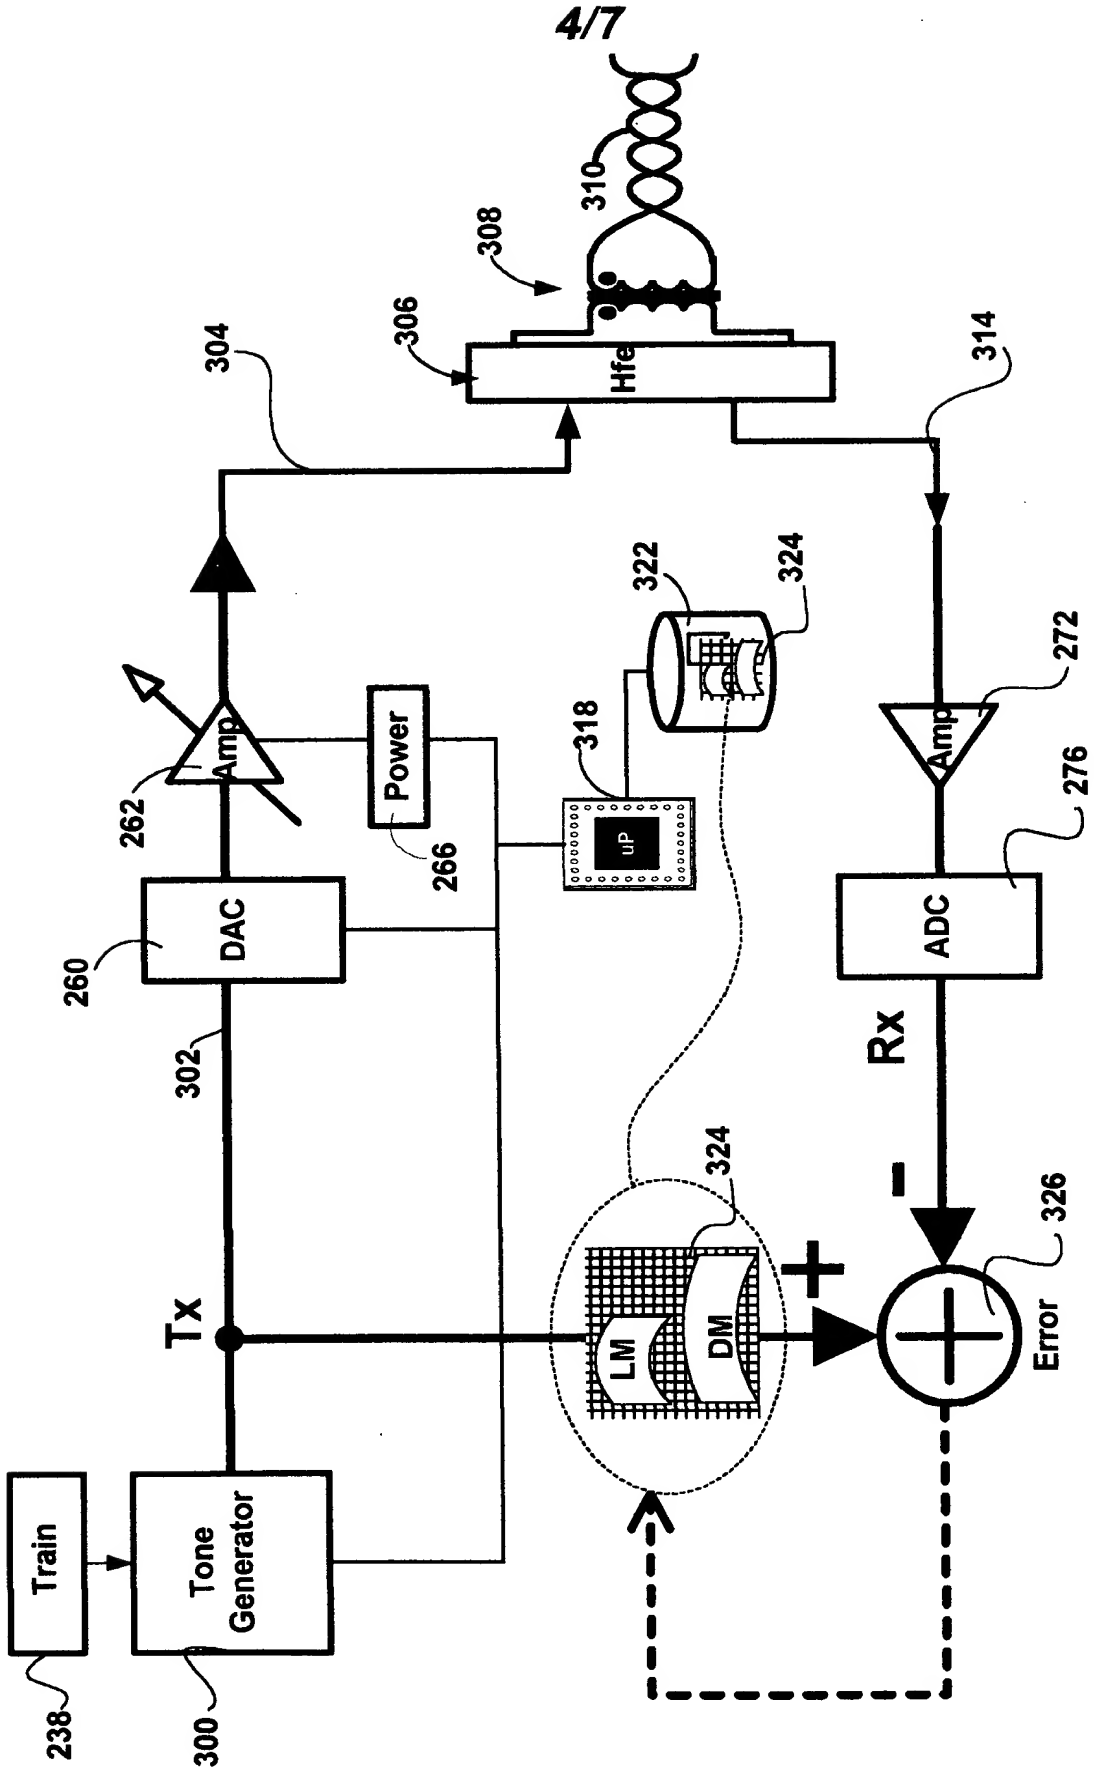 4/7
238
Train
300
Tone
Generator
Tx
302
260
DAC
262
Amp
266
Power
304
306
Hfe
308
310
314
318
uP
322
324
LM
DM
324
+
-
326
Error
Rx
276
ADC
272
Amp